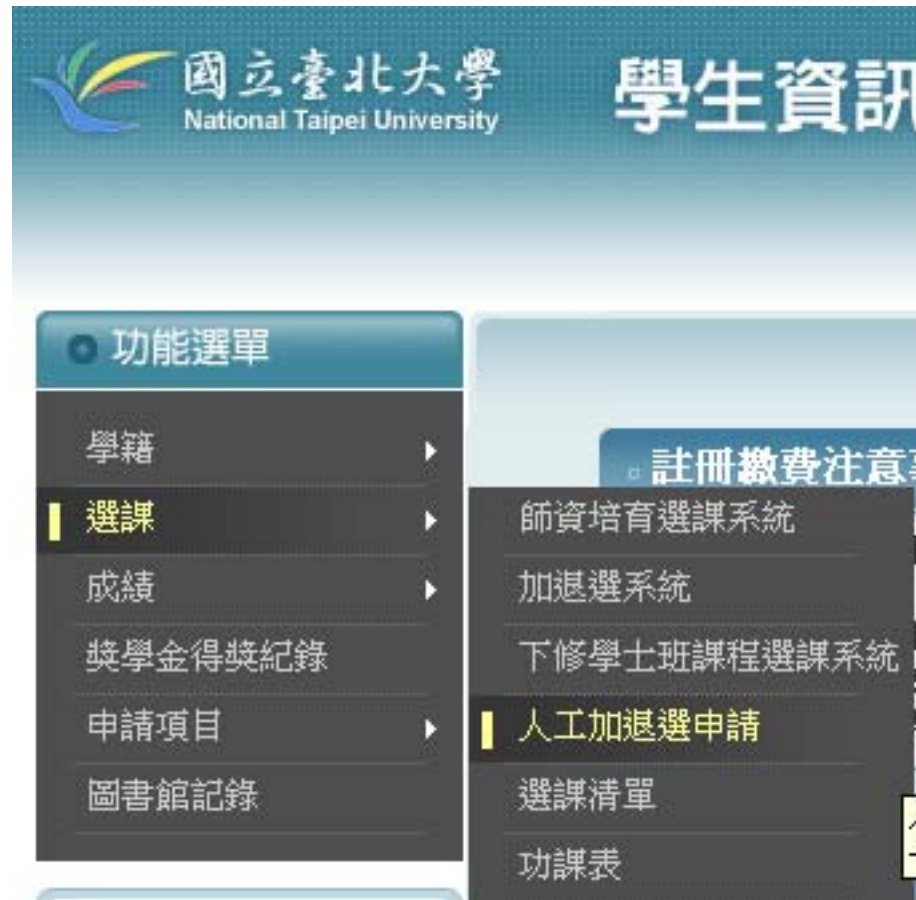 國立臺北大學
National Taipei University
學生資訊
功能選單
學籍
選課
成績
獎學金得獎紀錄
申請項目
圖書館記錄
註冊繳費注意
師資培育選課系統
加退選系統
下修學士班課程選課系統
人工加退選申請
選課清單
功課表